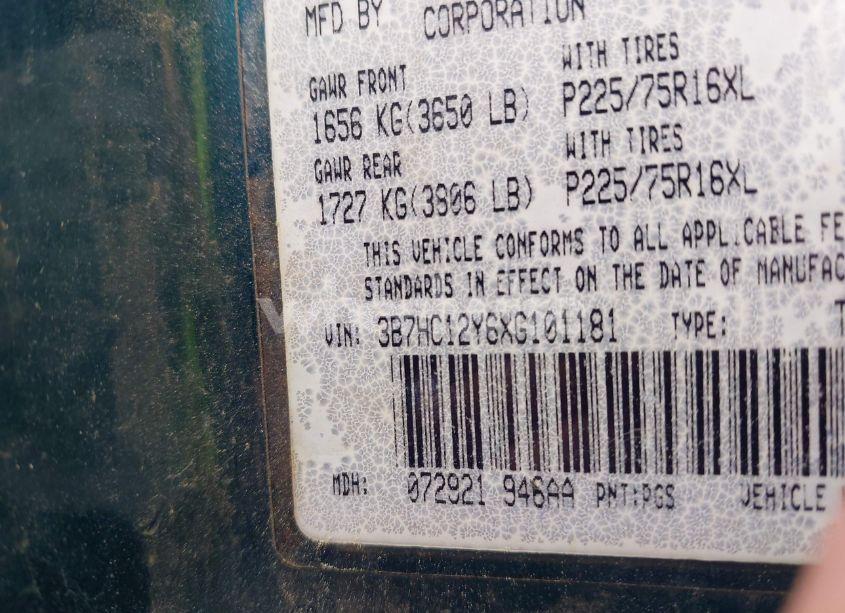 MFD BY CORPORATION
GAWR FRONT WITH TIRES
1656 KG(3650 LB) P225/75R16XL
GAWR REAR WITH TIRES
1727 KG(3806 LB) P225/75R16XL
THIS VEHICLE CONFORMS TO ALL APPLICABLE FE
STANDARDS IN EFFECT ON THE DATE OF MANUFAC
VIN: 3B7HC12Y6XG101181 TYPE: T
MDH: 072921 946AA PNT:PGS VEHICLE